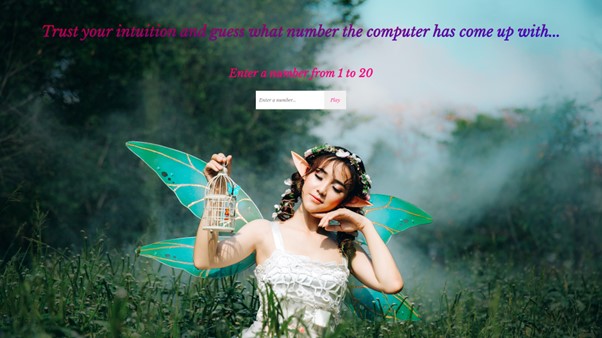 Trust your intuition and guess what number the computer has come up with...
Enter a number from 1 to 20
Enter a number...
Play